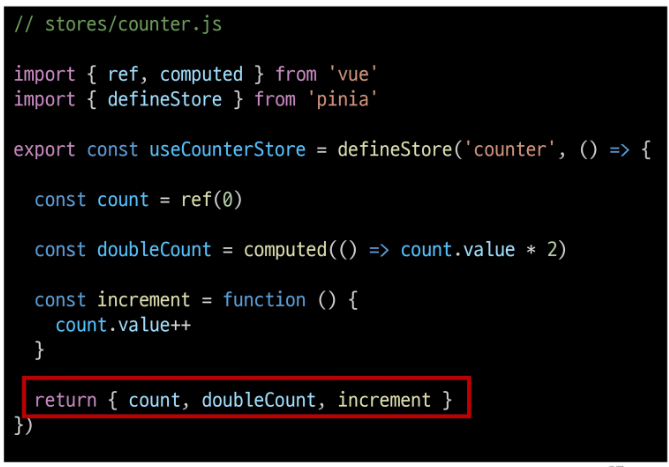 // stores/counter.js
import { ref, computed } from 'vue'
import { defineStore } from 'pinia'
export const useCounterStore = defineStore('counter', () => {
const count = ref(0)
const doubleCount = computed(() => count.value * 2)
const increment = function () {
count.value++
}
return { count, doubleCount, increment }
})